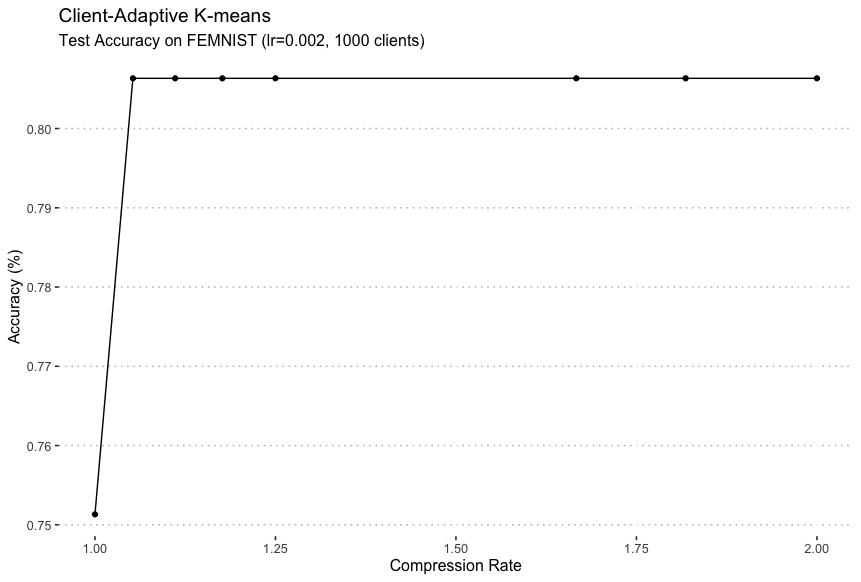 Client-Adaptive K-means
Test Accuracy on FEMNIST (lr=0.002, 1000 clients)
Accuracy (%)
0.80
0.79
0.78
0.77
0.76
0.75
1.00 1.25 1.50 1.75 2.00
Compression Rate